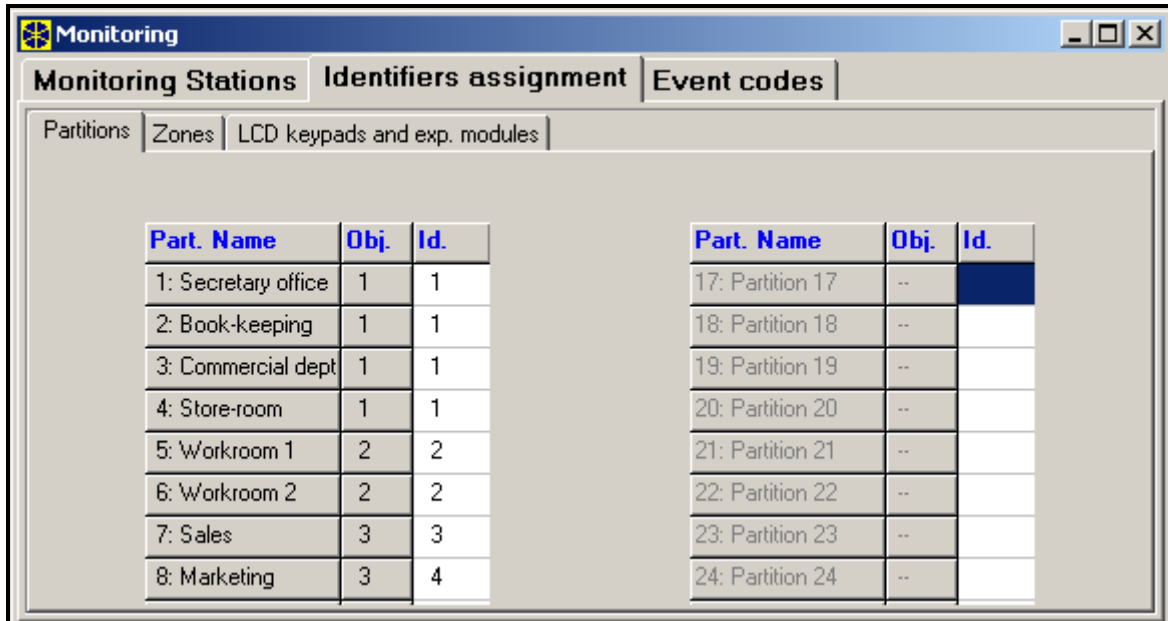 Monitoring
Monitoring Stations Identifiers assignment Event codes
Partitions Zones LCD keypads and exp. modules
Part. Name Obj. Id.
1: Secretary office 1 1
2: Book-keeping 1 1
3: Commercial dept 1 1
4: Store-room 1 1
5: Workroom 1 2 2
6: Workroom 2 2 2
7: Sales 3 3
8: Marketing 3 4
Part. Name Obj. Id.
17: Partition 17 --
18: Partition 18 --
19: Partition 19 --
20: Partition 20 --
21: Partition 21 --
22: Partition 22 --
23: Partition 23 --
24: Partition 24 --